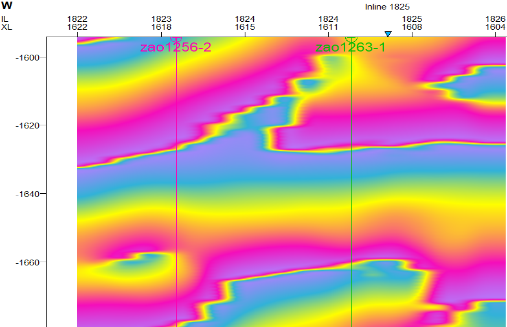 W
Inline 1825
IL 1822 1823 1824 1824 1825 1826
XL 1622 1618 1615 1611 1608 1604
zao1256-2 zao1263-1
-1600
-1620
-1640
-1660